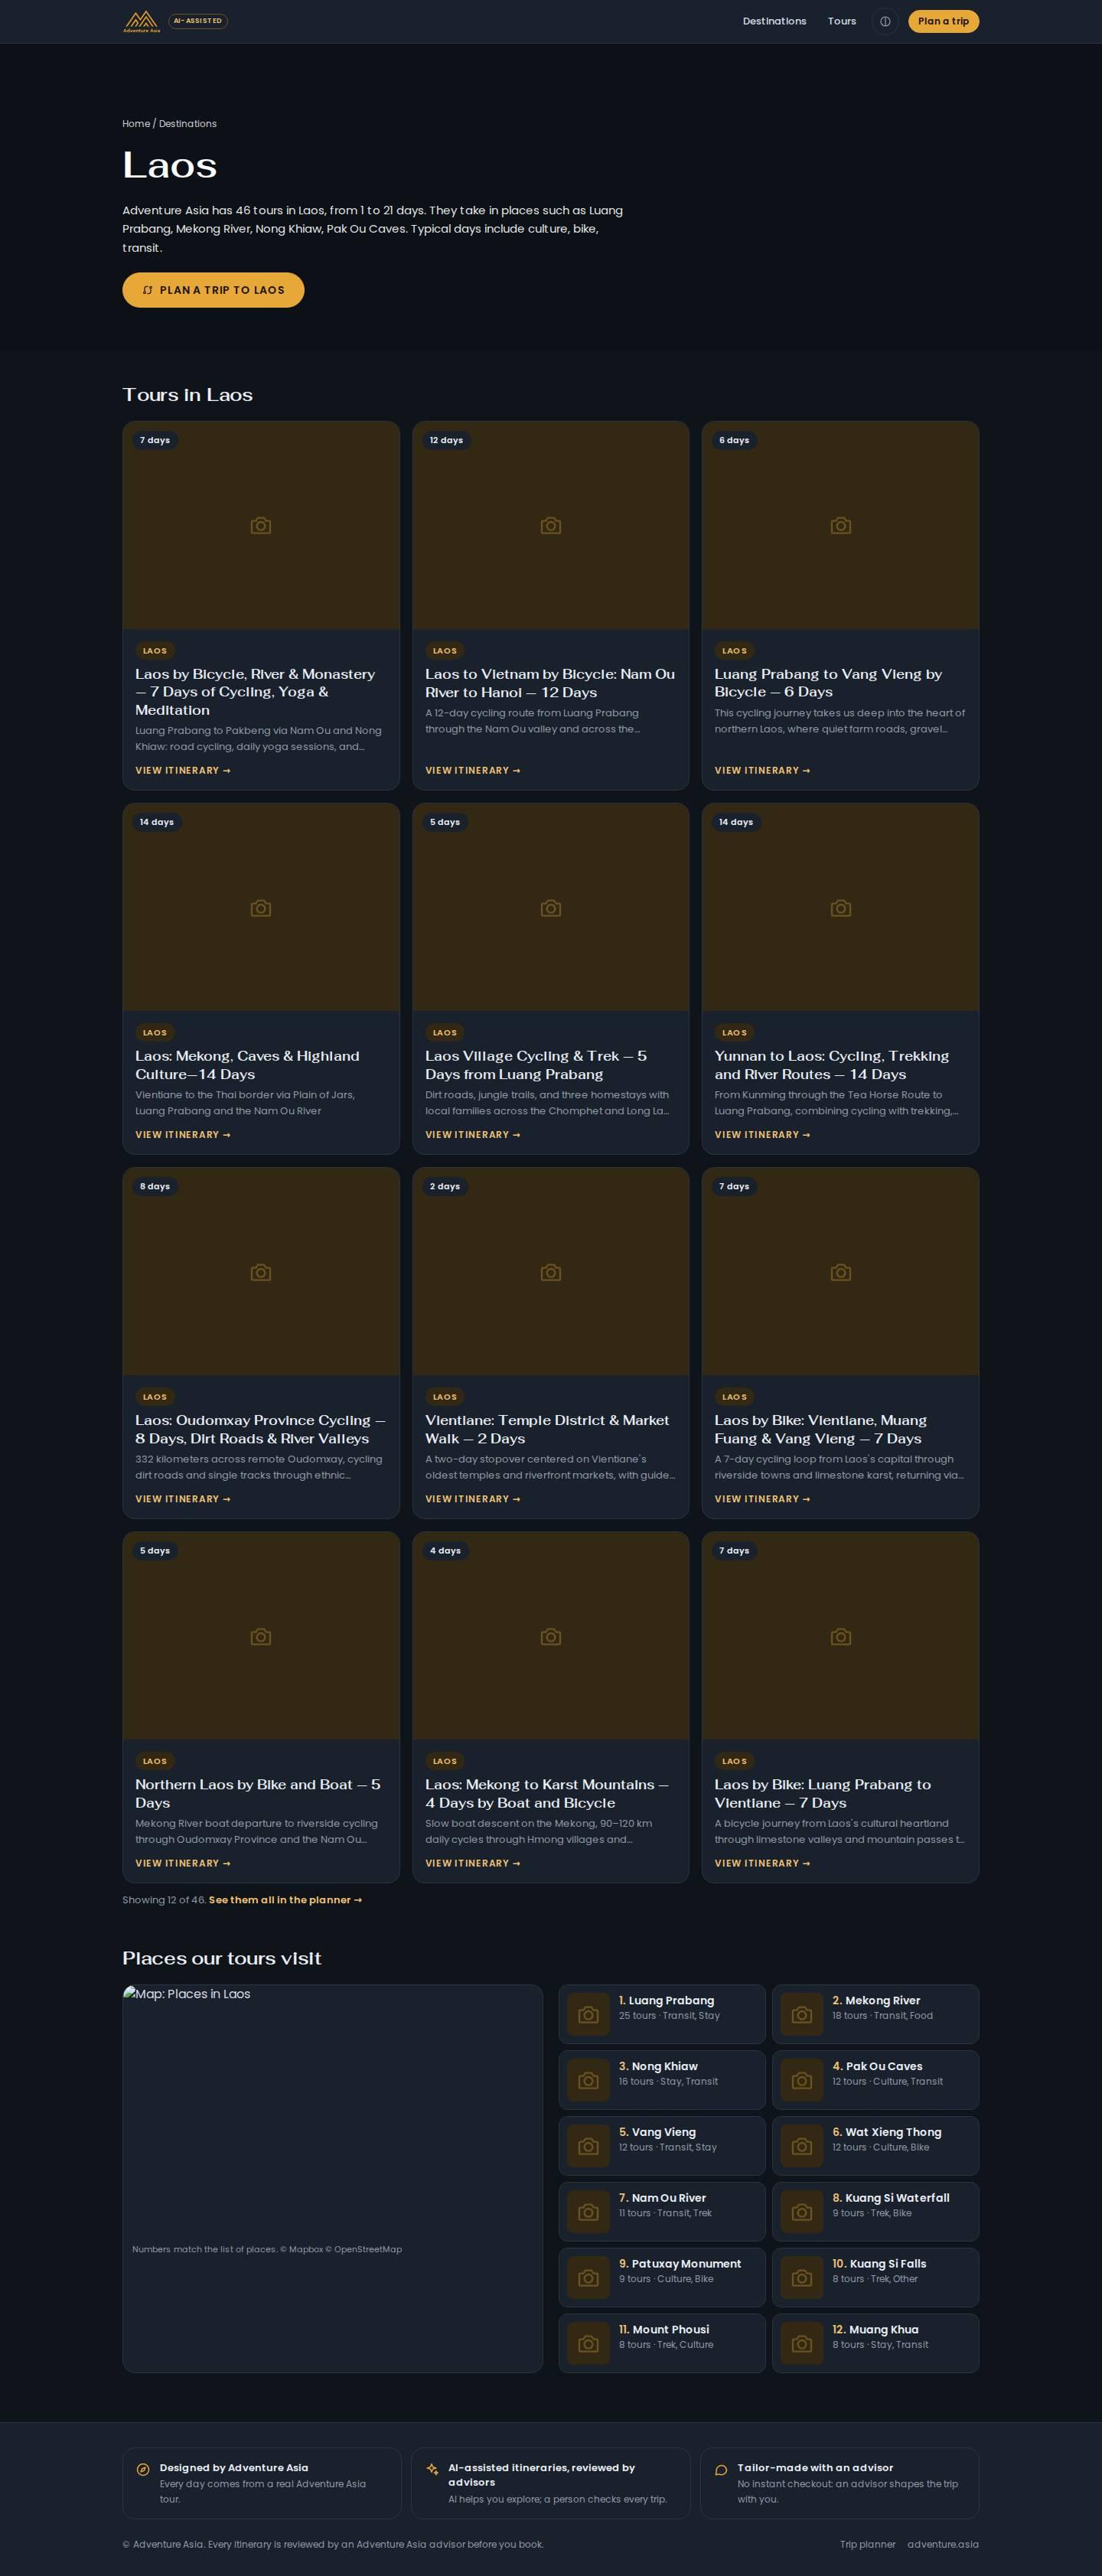 Adventure Asia
AI-ASSISTED
Destinations
Tours
Plan a trip
Home / Destinations
Laos
Adventure Asia has 46 tours in Laos, from 1 to 21 days. They take in places such as Luang
Prabang, Mekong River, Nong Khiaw, Pak Ou Caves. Typical days include culture, bike,
transit.
PLAN A TRIP TO LAOS
Tours in Laos
7 days
LAOS
Laos by Bicycle, River & Monastery
— 7 Days of Cycling, Yoga &
Meditation
Luang Prabang to Pakbeng via Nam Ou and Nong
Khiaw: road cycling, daily yoga sessions, and…
VIEW ITINERARY →
12 days
LAOS
Laos to Vietnam by Bicycle: Nam Ou
River to Hanoi — 12 Days
A 12-day cycling route from Luang Prabang
through the Nam Ou valley and across the…
VIEW ITINERARY →
6 days
LAOS
Luang Prabang to Vang Vieng by
Bicycle — 6 Days
This cycling journey takes us deep into the heart of
northern Laos, where quiet farm roads, gravel…
VIEW ITINERARY →
14 days
LAOS
Laos: Mekong, Caves & Highland
Culture—14 Days
Vientiane to the Thai border via Plain of Jars,
Luang Prabang and the Nam Ou River
VIEW ITINERARY →
5 days
LAOS
Laos Village Cycling & Trek — 5
Days from Luang Prabang
Dirt roads, jungle trails, and three homestays with
local families across the Chomphet and Long La…
VIEW ITINERARY →
14 days
LAOS
Yunnan to Laos: Cycling, Trekking
and River Routes — 14 Days
From Kunming through the Tea Horse Route to
Luang Prabang, combining cycling with trekking,…
VIEW ITINERARY →
8 days
LAOS
Laos: Oudomxay Province Cycling —
8 Days, Dirt Roads & River Valleys
332 kilometers across remote Oudomxay, cycling
dirt roads and single tracks through ethnic…
VIEW ITINERARY →
2 days
LAOS
Vientiane: Temple District & Market
Walk — 2 Days
A two-day stopover centered on Vientiane's
oldest temples and riverfront markets, with guide…
VIEW ITINERARY →
7 days
LAOS
Laos by Bike: Vientiane, Muang
Fuang & Vang Vieng — 7 Days
A 7-day cycling loop from Laos's capital through
riverside towns and limestone karst, returning via…
VIEW ITINERARY →
5 days
LAOS
Northern Laos by Bike and Boat — 5
Days
Mekong River boat departure to riverside cycling
through Oudomxay Province and the Nam Ou…
VIEW ITINERARY →
4 days
LAOS
Laos: Mekong to Karst Mountains —
4 Days by Boat and Bicycle
Slow boat descent on the Mekong, 90–120 km
daily cycles through Hmong villages and…
VIEW ITINERARY →
7 days
LAOS
Laos by Bike: Luang Prabang to
Vientiane — 7 Days
A bicycle journey from Laos's cultural heartland
through limestone valleys and mountain passes t…
VIEW ITINERARY →
Showing 12 of 46. See them all in the planner →
Places our tours visit
Map: Places in Laos
Numbers match the list of places. © Mapbox © OpenStreetMap
1. Luang Prabang
25 tours · Transit, Stay
2. Mekong River
18 tours · Transit, Food
3. Nong Khiaw
16 tours · Stay, Transit
4. Pak Ou Caves
12 tours · Culture, Transit
5. Vang Vieng
12 tours · Transit, Stay
6. Wat Xieng Thong
12 tours · Culture, Bike
7. Nam Ou River
11 tours · Transit, Trek
8. Kuang Si Waterfall
9 tours · Trek, Bike
9. Patuxay Monument
9 tours · Culture, Bike
10. Kuang Si Falls
8 tours · Trek, Other
11. Mount Phousi
8 tours · Trek, Culture
12. Muang Khua
8 tours · Stay, Transit
Designed by Adventure Asia
Every day comes from a real Adventure Asia
tour.
AI-assisted itineraries, reviewed by
advisors
AI helps you explore; a person checks every trip.
Tailor-made with an advisor
No instant checkout: an advisor shapes the trip
with you.
© Adventure Asia. Every itinerary is reviewed by an Adventure Asia advisor before you book.
Trip planner
adventure.asia